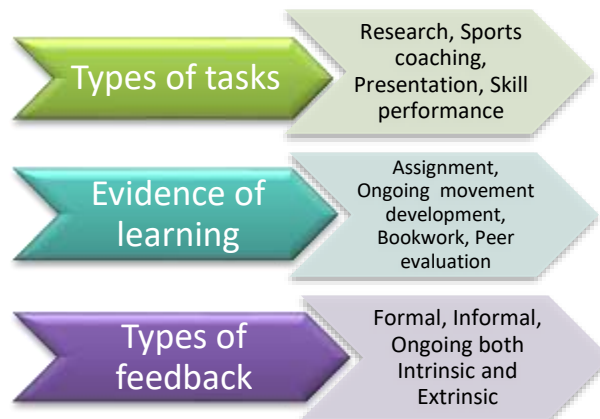 Types of tasks
Research, Sports
coaching,
Presentation, Skill
performance
Evidence of
learning
Assignment,
Ongoing movement
development,
Bookwork, Peer
evaluation
Types of
feedback
Formal, Informal,
Ongoing both
Intrinsic and
Extrinsic